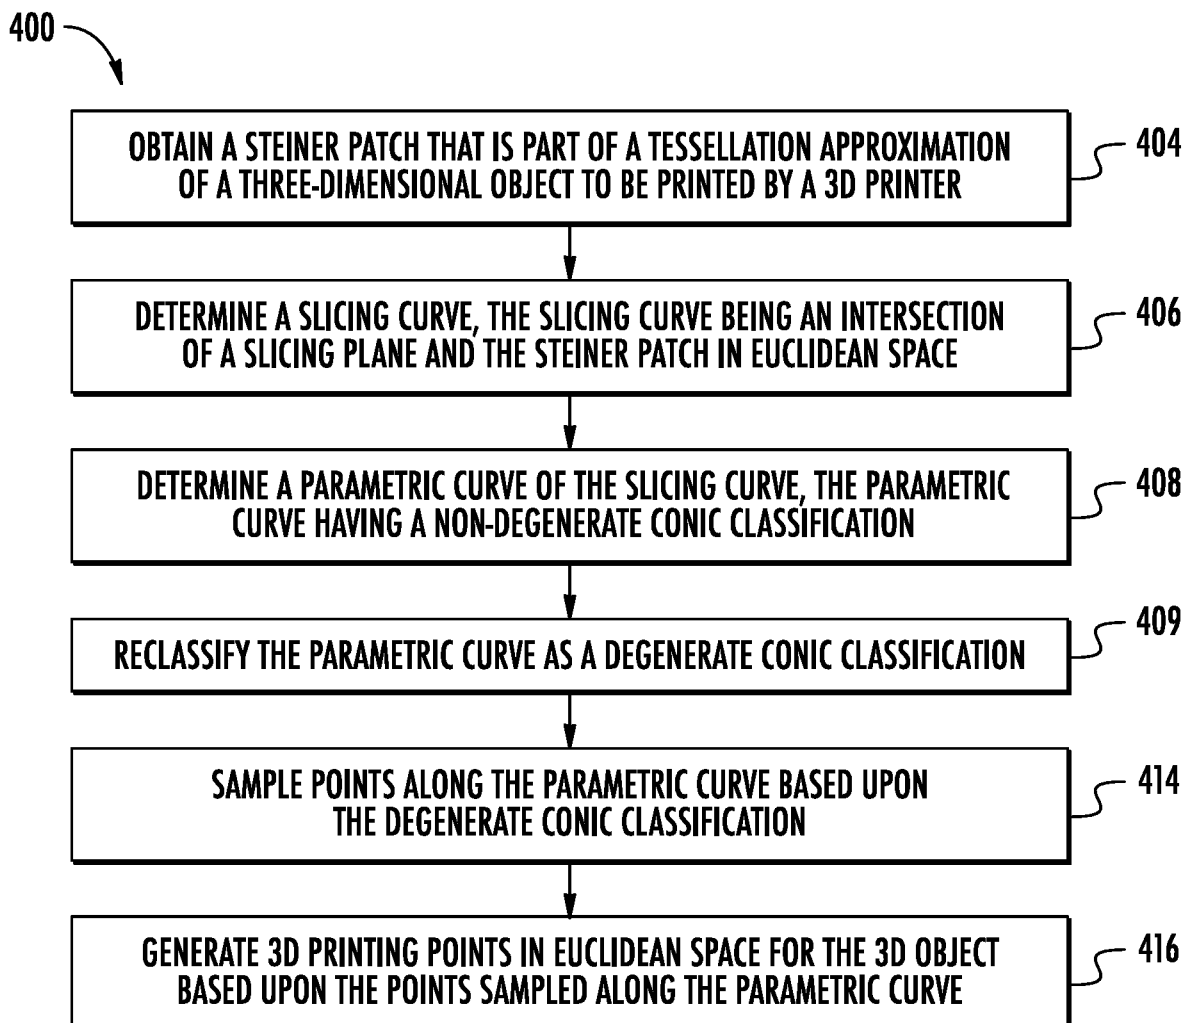 400
OBTAIN A STEINER PATCH THAT IS PART OF A TESSELLATION APPROXIMATION
OF A THREE-DIMENSIONAL OBJECT TO BE PRINTED BY A 3D PRINTER
404
DETERMINE A SLICING CURVE, THE SLICING CURVE BEING AN INTERSECTION
OF A SLICING PLANE AND THE STEINER PATCH IN EUCLIDEAN SPACE
406
DETERMINE A PARAMETRIC CURVE OF THE SLICING CURVE, THE PARAMETRIC
CURVE HAVING A NON-DEGENERATE CONIC CLASSIFICATION
408
RECLASSIFY THE PARAMETRIC CURVE AS A DEGENERATE CONIC CLASSIFICATION
409
SAMPLE POINTS ALONG THE PARAMETRIC CURVE BASED UPON
THE DEGENERATE CONIC CLASSIFICATION
414
GENERATE 3D PRINTING POINTS IN EUCLIDEAN SPACE FOR THE 3D OBJECT
BASED UPON THE POINTS SAMPLED ALONG THE PARAMETRIC CURVE
416